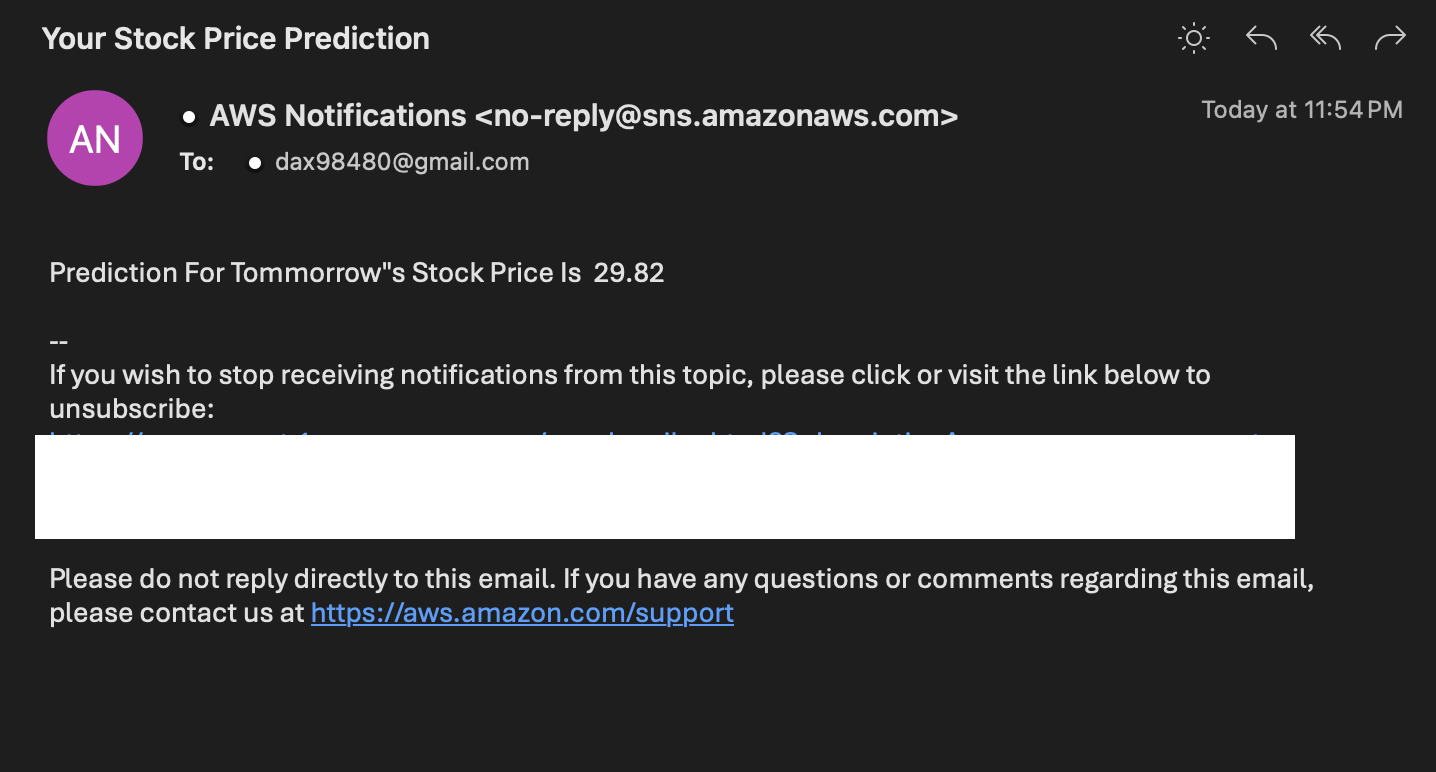 Your Stock Price Prediction
AN
AWS Notifications <no-reply@sns.amazonaws.com>
Today at 11:54 PM
To: dax98480@gmail.com
Prediction For Tommorrow"s Stock Price Is 29.82
--
If you wish to stop receiving notifications from this topic, please click or visit the link below to
unsubscribe:
Please do not reply directly to this email. If you have any questions or comments regarding this email,
please contact us at https://aws.amazon.com/support